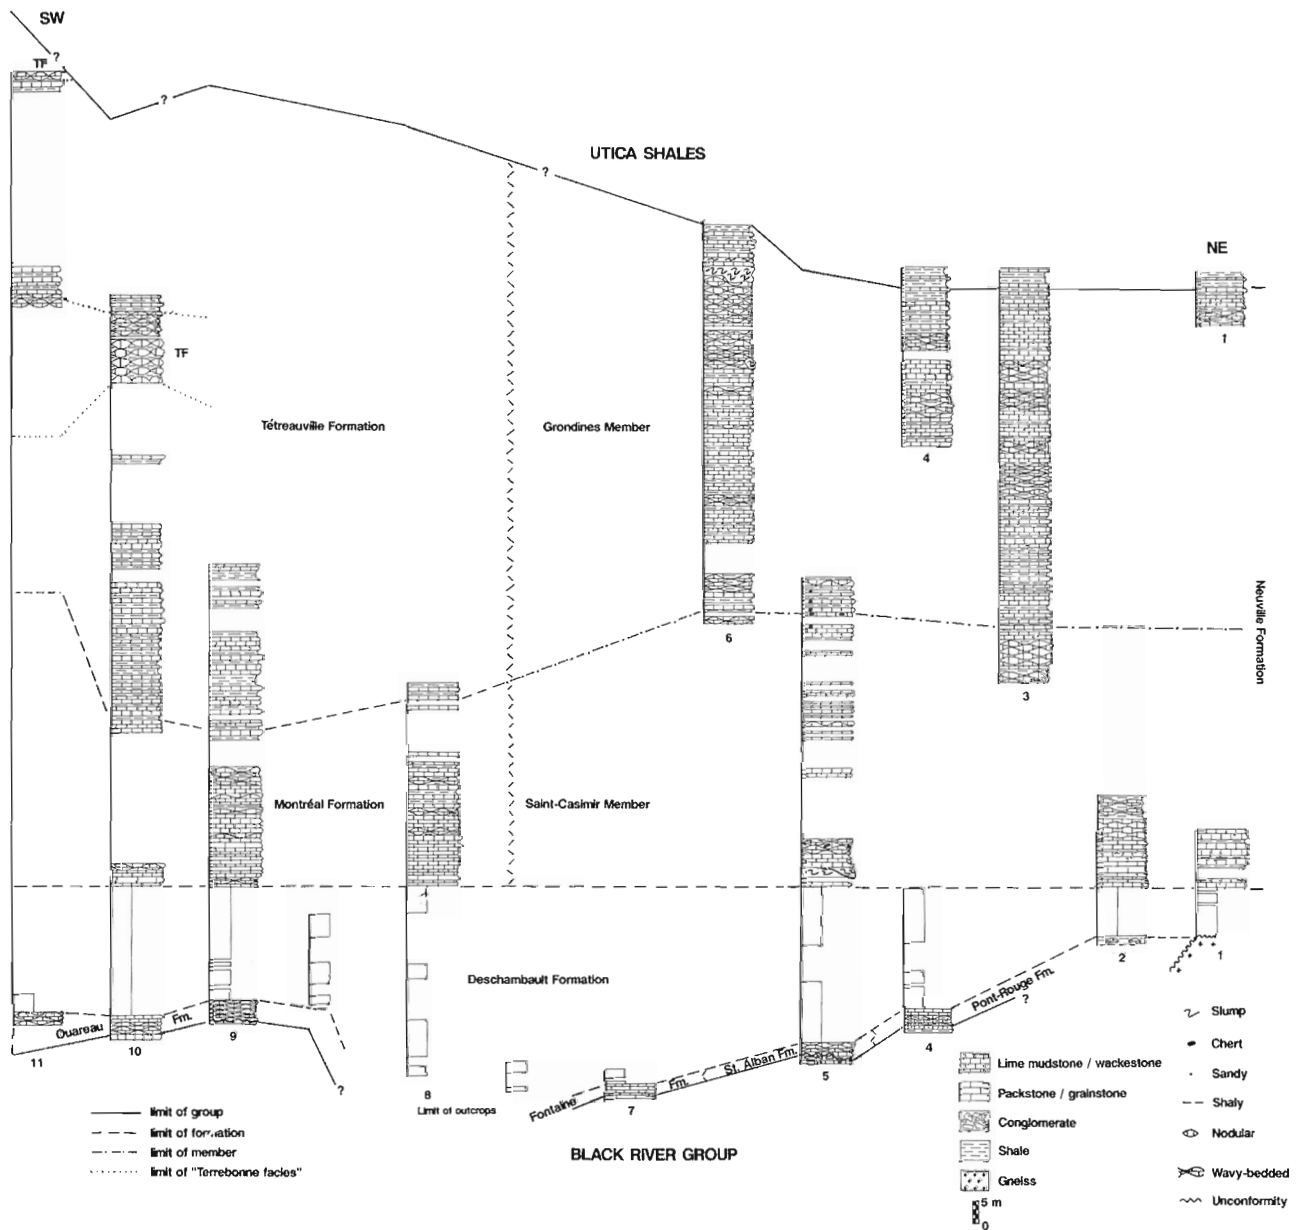 SW
?
TF
?
UTICA SHALES
?
NE
1
TF
Tétreauville Formation
Grondines Member
4
Neuville Formation
6
3
Montréal Formation
Saint-Casimir Member
Deschambault Formation
2
1
Pont-Rouge Fm.
?
Ouareau Fm.
9
4
11
10
5
St. Alban Fm.
?
8
Fontaine Fm.
7
Limit of outcrops
BLACK RIVER GROUP
limit of group
limit of formation
limit of member
limit of "Terrebonne facies"
Lime mudstone / wackestone
Packstone / grainstone
Conglomerate
Shale
Gneiss
5 m
0
Slump
Chert
Sandy
Shaly
Nodular
Wavy-bedded
Unconformity